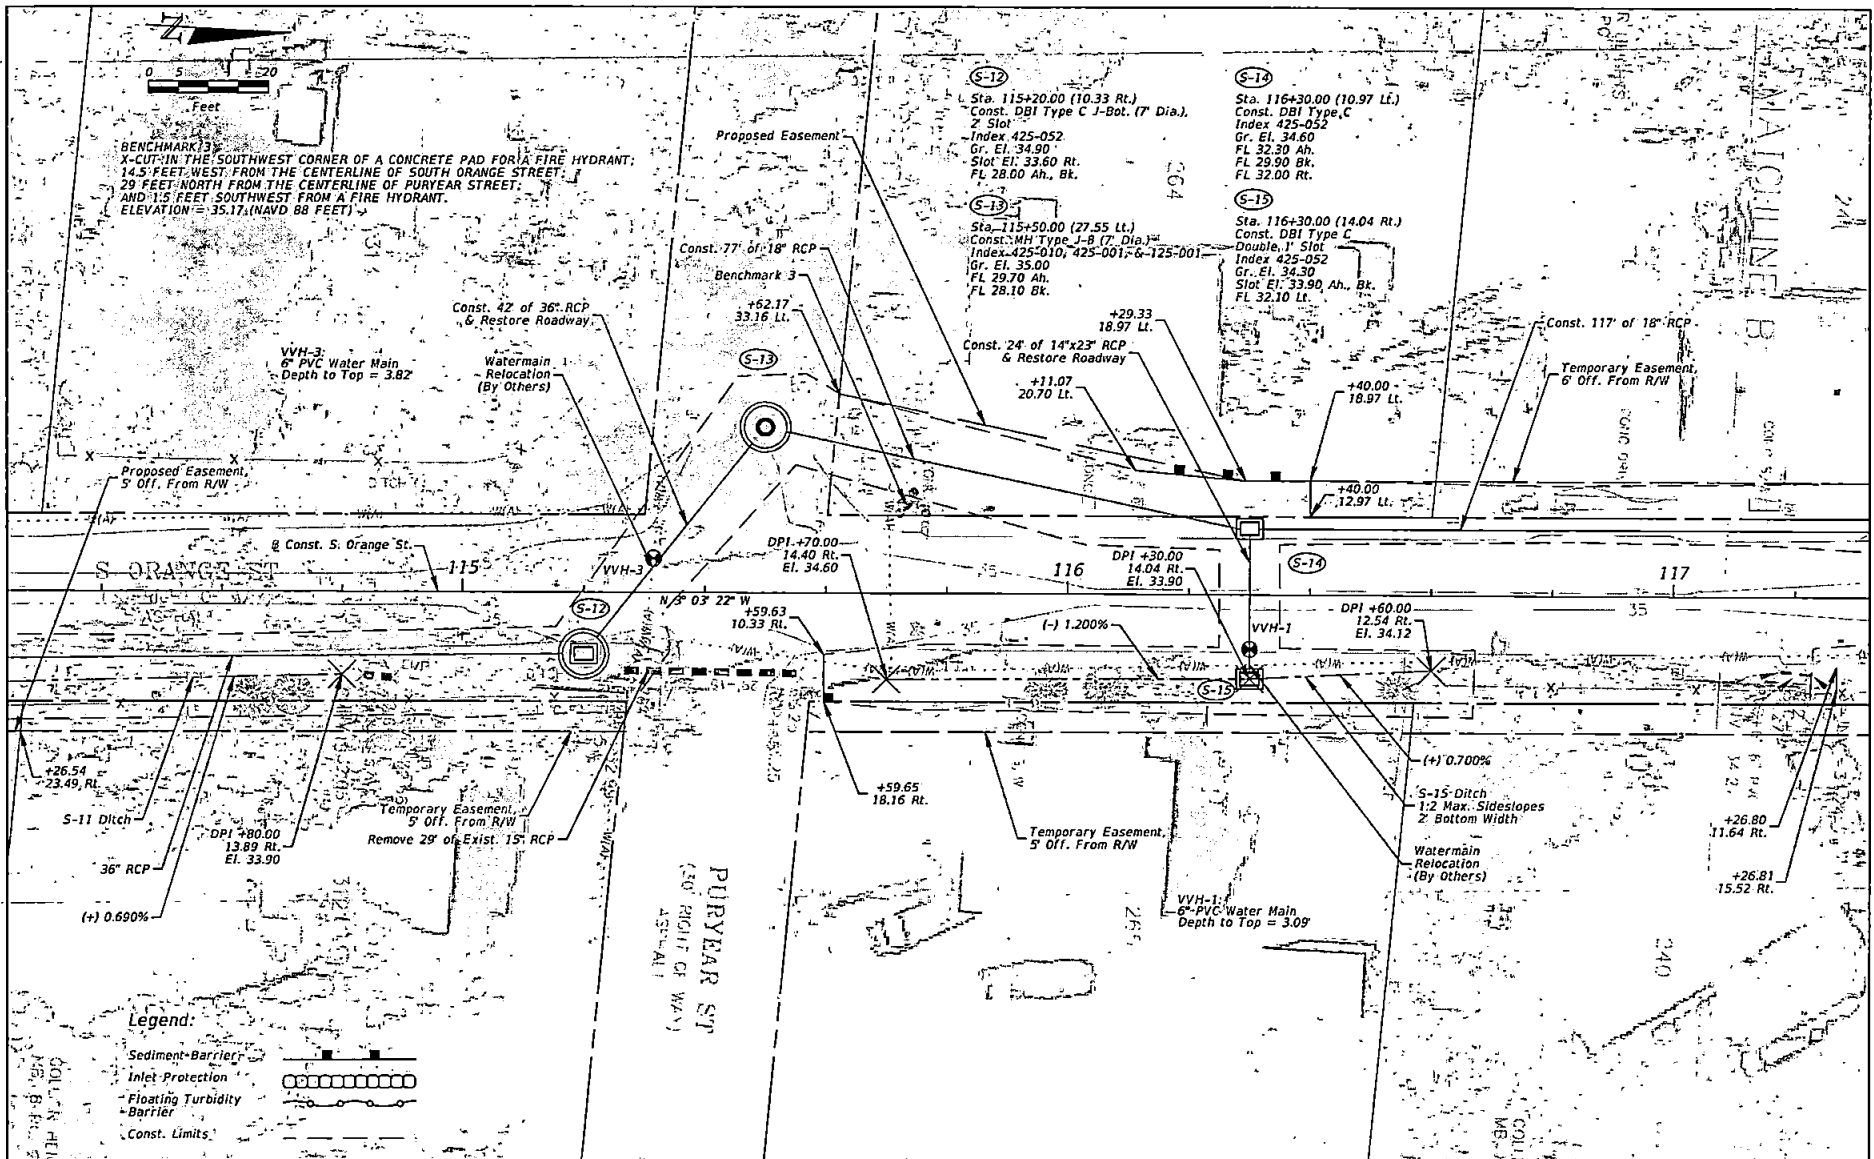 N
0 5 20
Feet
BENCHMARK 3
X-CUT IN THE SOUTHWEST CORNER OF A CONCRETE PAD FOR A FIRE HYDRANT;
14.5 FEET WEST FROM THE CENTERLINE OF SOUTH ORANGE STREET,
29 FEET NORTH FROM THE CENTERLINE OF PURYEAR STREET,
AND 1.5 FEET SOUTHWEST FROM A FIRE HYDRANT.
ELEVATION = 35.17 (NAVD 88 FEET)
S-12
Sta. 115+20.00 (10.33 Rt.)
Const. DBI Type C J-Bot. (7' Dia.),
2' Slot
Index 425-052
Gr. El. 34.90
Slot El. 33.60 Rt.
FL 28.00 Ah., Bk.
S-13
Sta. 115+50.00 (27.55 Lt.)
Const. MH Type J-8 (7' Dia.)
Index 425-010, 425-001, & 125-001
Gr. El. 35.00
FL 29.70 Ah.
FL 28.10 Bk.
S-14
Sta. 116+30.00 (10.97 Lt.)
Const. DBI Type C
Index 425-052
Gr. El. 34.60
FL 32.30 Ah.
FL 29.90 Bk.
FL 32.00 Rt.
S-15
Sta. 116+30.00 (14.04 Rt.)
Const. DBI Type C
Double, 1' Slot
Index 425-052
Gr. El. 34.30
Slot El. 33.90 Ah., Bk.
FL 32.10 Lt.
264
244
Proposed Easement
Const. 77' of 18" RCP
Benchmark 3
+62.17
33.16 Lt.
Const. 42' of 36" RCP
& Restore Roadway
VVH-3:
6" PVC Water Main
Depth to Top = 3.82'
Watermain
Relocation
(By Others)
S-13
+29.33
18.97 Lt.
Const. 24' of 14"x23" RCP
& Restore Roadway
+11.07
20.70 Lt.
+40.00
18.97 Lt.
Const. 117' of 18" RCP
Temporary Easement,
6' Off. From R/W
+40.00
12.97 Lt.
Proposed Easement,
5' Off. From R/W
B Const. S. Orange St.
S ORANGE ST
115
VVH-3
S-12
N 3° 03' 22" W
DPI +70.00
14.40 Rt.
El. 34.60
+59.63
10.33 Rt.
116
DPI +30.00
14.04 Rt.
El. 33.90
S-14
117
35
(-) 1.200%
VVH-1
S-15
DPI +60.00
12.54 Rt.
El. 34.12
+26.54
23.49 Rt.
S-11 Ditch
36" RCP
(+) 0.690%
DPI +80.00
13.89 Rt.
El. 33.90
Temporary Easement,
5' Off. From R/W
Remove 29' of Exist. 15" RCP
+59.65
18.16 Rt.
Temporary Easement,
5' Off. From R/W
(+) 0.700%
S-15 Ditch
1:2 Max. Sideslopes
2' Bottom Width
Watermain
Relocation
(By Others)
+26.80
11.64 Rt.
+26.81
15.52 Rt.
VVH-1:
6" PVC Water Main
Depth to Top = 3.09'
PURYEAR ST
240
Legend:
Sediment Barrier
Inlet Protection
Floating Turbidity
Barrier
Const. Limits